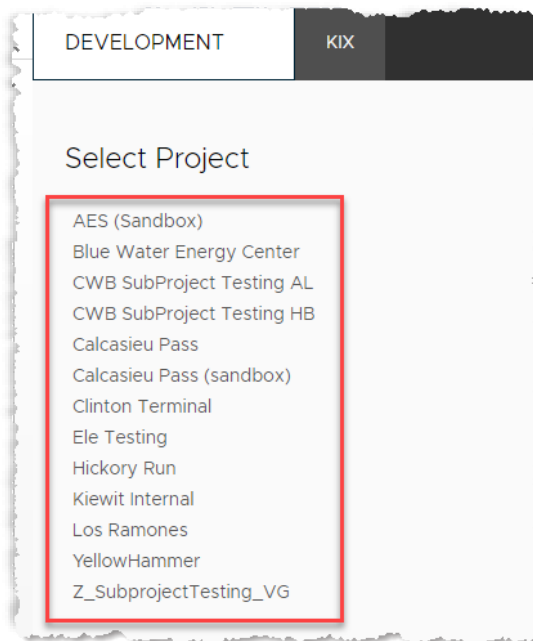 DEVELOPMENT KIX
Select Project
AES (Sandbox)
Blue Water Energy Center
CWB SubProject Testing AL
CWB SubProject Testing HB
Calcasieu Pass
Calcasieu Pass (sandbox)
Clinton Terminal
Ele Testing
Hickory Run
Kiewit Internal
Los Ramones
YellowHammer
Z_SubprojectTesting_VG